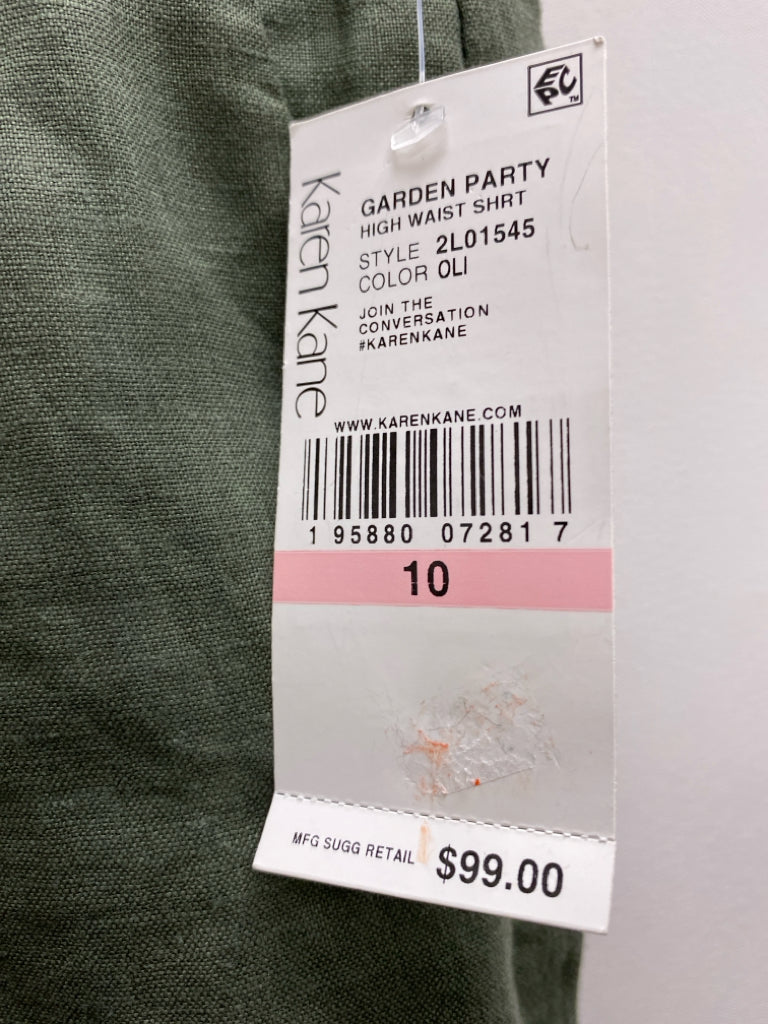 EPC
TM
Karen Kane
GARDEN PARTY
HIGH WAIST SHRT
STYLE 2L01545
COLOR OLI
JOIN THE
CONVERSATION
#KARENKANE
WWW.KARENKANE.COM
1 95880 07281 7
10
MFG SUGG RETAIL $99.00